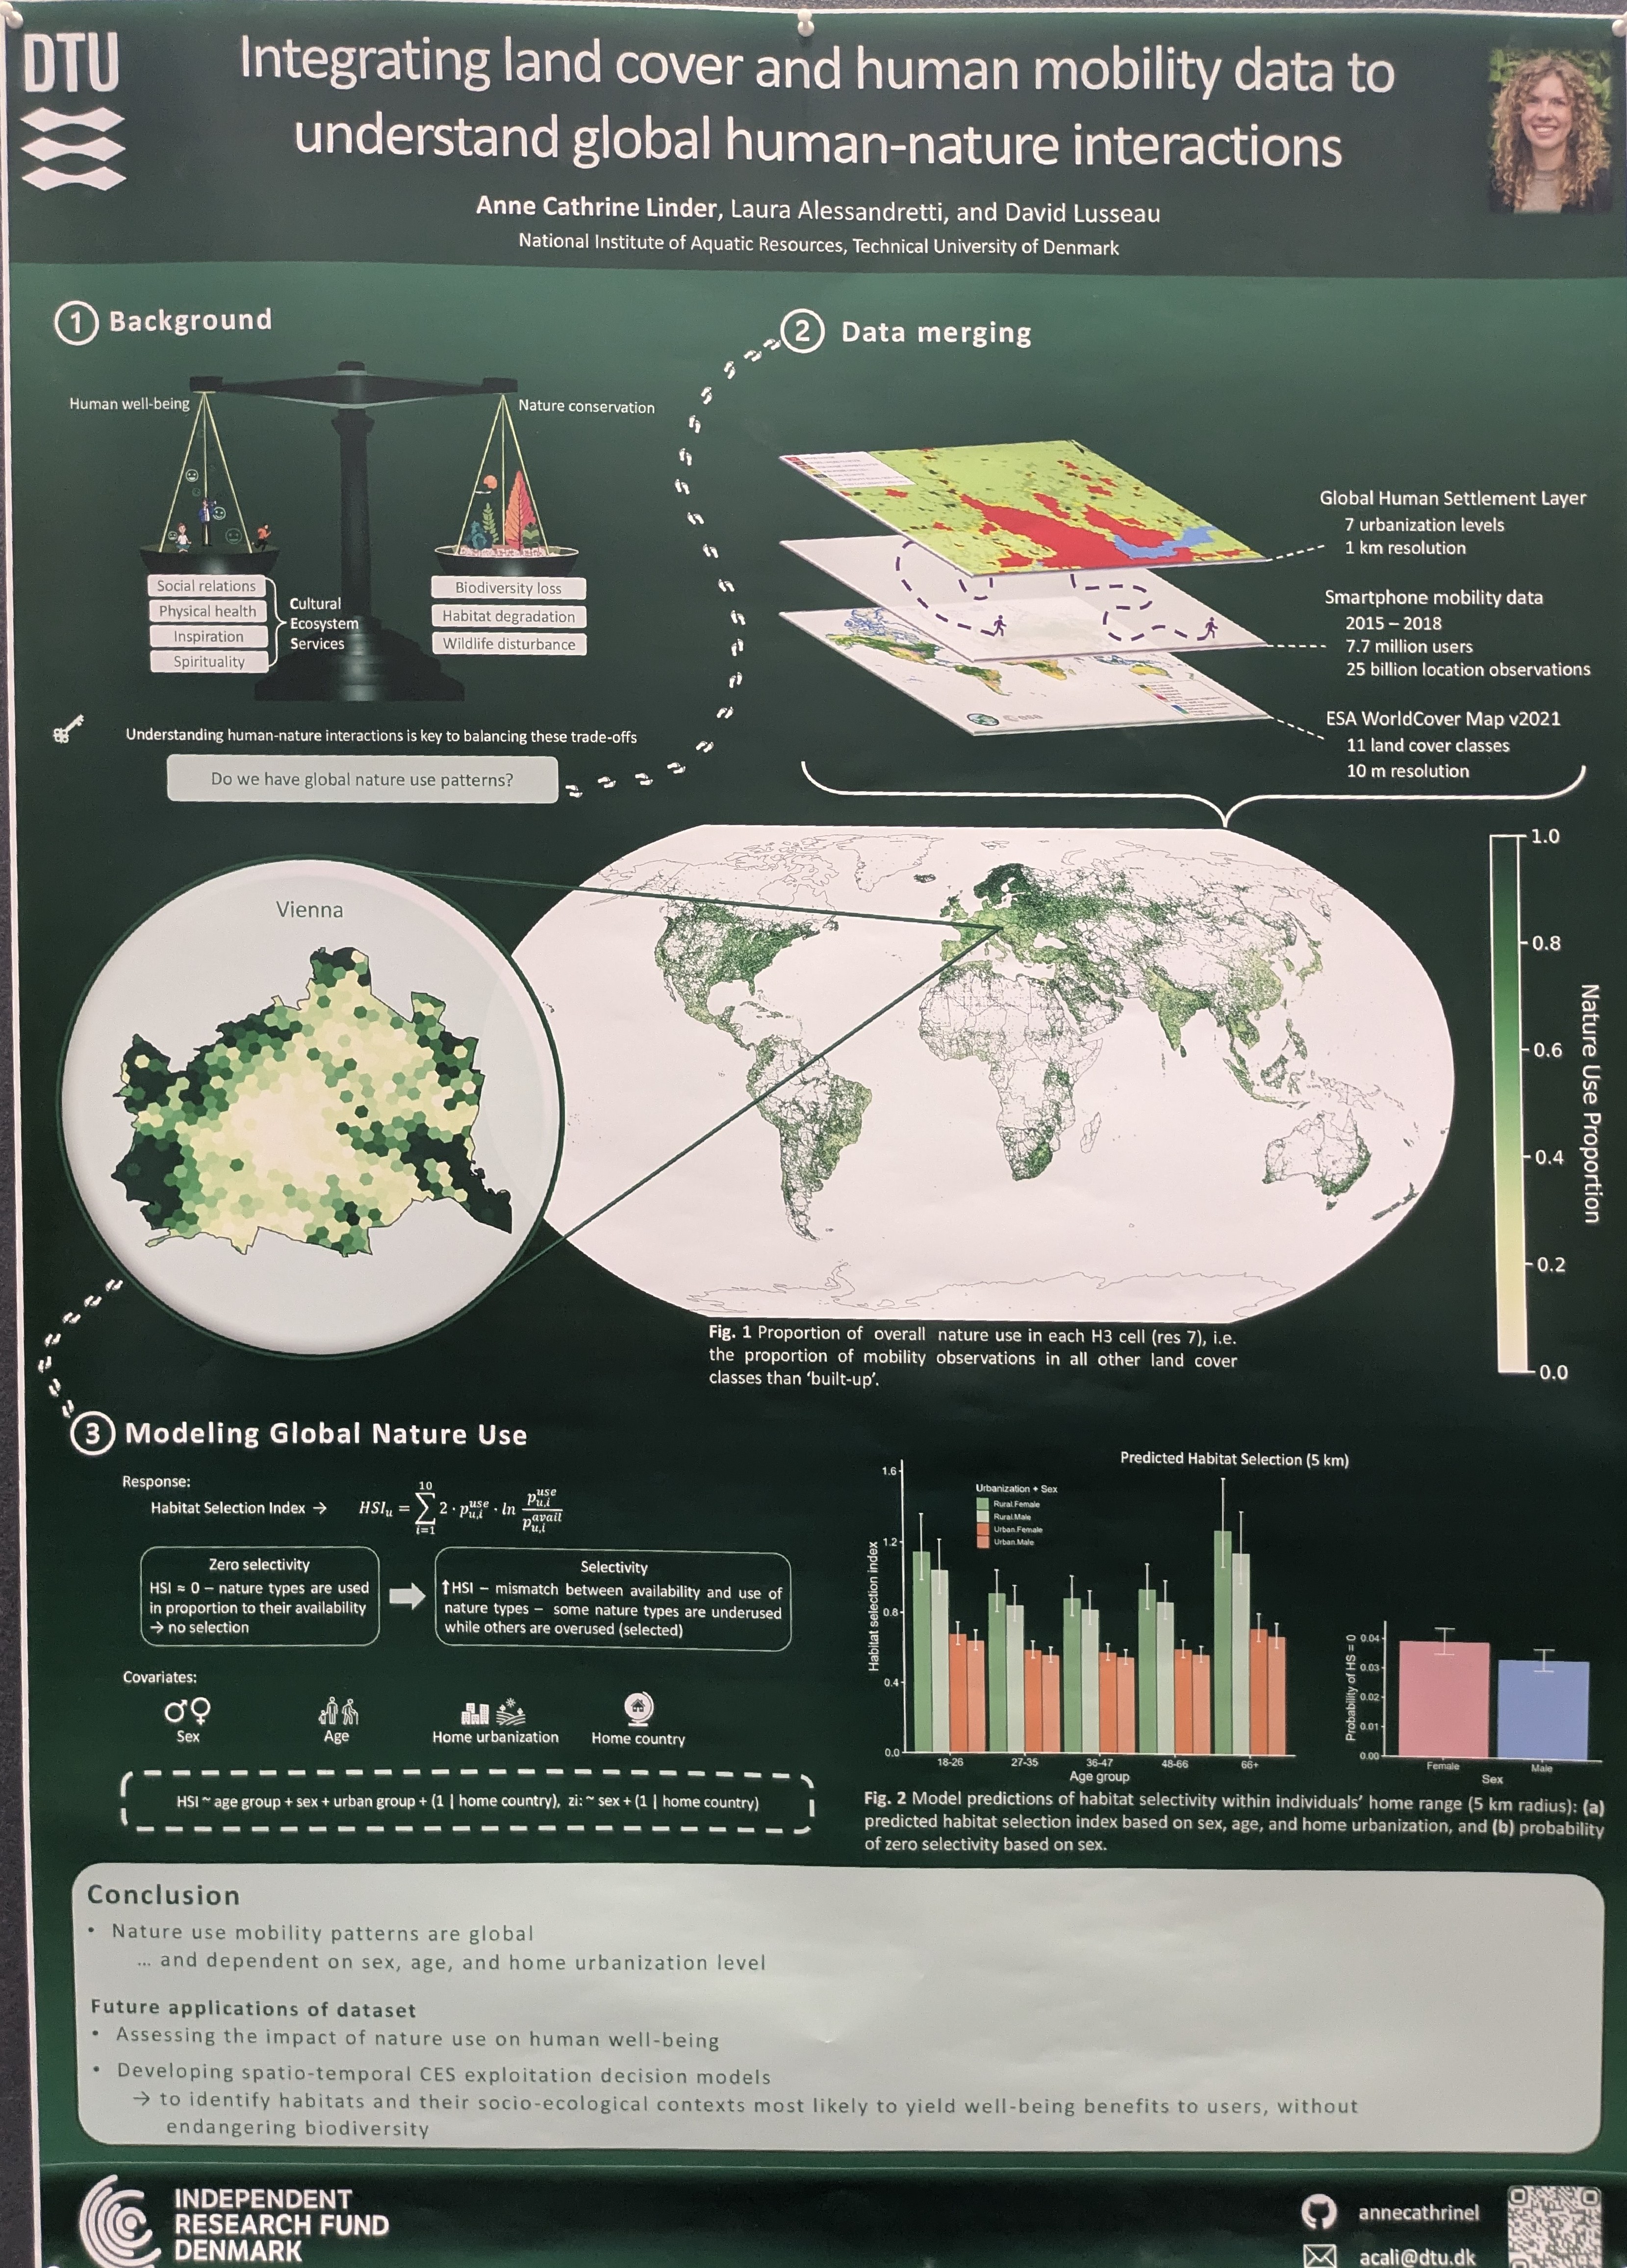 DTU
Integrating land cover and human mobility data to
understand global human-nature interactions
Anne Cathrine Linder, Laura Alessandretti, and David Lusseau
National Institute of Aquatic Resources, Technical University of Denmark
1 Background
Human well-being
Nature conservation
Social relations
Physical health
Inspiration
Spirituality
Cultural
Ecosystem
Services
Biodiversity loss
Habitat degradation
Wildlife disturbance
Understanding human-nature interactions is key to balancing these trade-offs
Do we have global nature use patterns?
2 Data merging
Global Human Settlement Layer
7 urbanization levels
1 km resolution
Smartphone mobility data
2015 – 2018
7.7 million users
25 billion location observations
ESA WorldCover Map v2021
11 land cover classes
10 m resolution
Vienna
1.0
0.8
0.6
0.4
0.2
0.0
Nature Use Proportion
Fig. 1 Proportion of overall nature use in each H3 cell (res 7), i.e.
the proportion of mobility observations in all other land cover
classes than ‘built-up’.
3 Modeling Global Nature Use
Response:
Habitat Selection Index → HSI_u = ∑_{i=1}^{10} 2 · p_{u,i}^{use} · ln p_{u,i}^{use} / p_{u,i}^{avail}
Zero selectivity
HSI ≈ 0 – nature types are used
in proportion to their availability
→ no selection
Selectivity
↑HSI – mismatch between availability and use of
nature types – some nature types are underused
while others are overused (selected)
Covariates:
Sex
Age
Home urbanization
Home country
HSI ~ age group + sex + urban group + (1 | home country), zi: ~ sex + (1 | home country)
Predicted Habitat Selection (5 km)
Habitat selection index
1.6
1.2
0.8
0.4
0.0
Urbanization + Sex
Rural.Female
Rural.Male
Urban.Female
Urban.Male
18-26 27-35 36-47 48-66 66+
Age group
Probability of HS = 0
0.04
0.03
0.02
0.01
0.00
Female Male
Sex
Fig. 2 Model predictions of habitat selectivity within individuals’ home range (5 km radius): (a)
predicted habitat selection index based on sex, age, and home urbanization, and (b) probability
of zero selectivity based on sex.
Conclusion
• Nature use mobility patterns are global
... and dependent on sex, age, and home urbanization level
Future applications of dataset
• Assessing the impact of nature use on human well-being
• Developing spatio-temporal CES exploitation decision models
→ to identify habitats and their socio-ecological contexts most likely to yield well-being benefits to users, without
endangering biodiversity
INDEPENDENT
RESEARCH FUND
DENMARK
annecathrinel
acali@dtu.dk